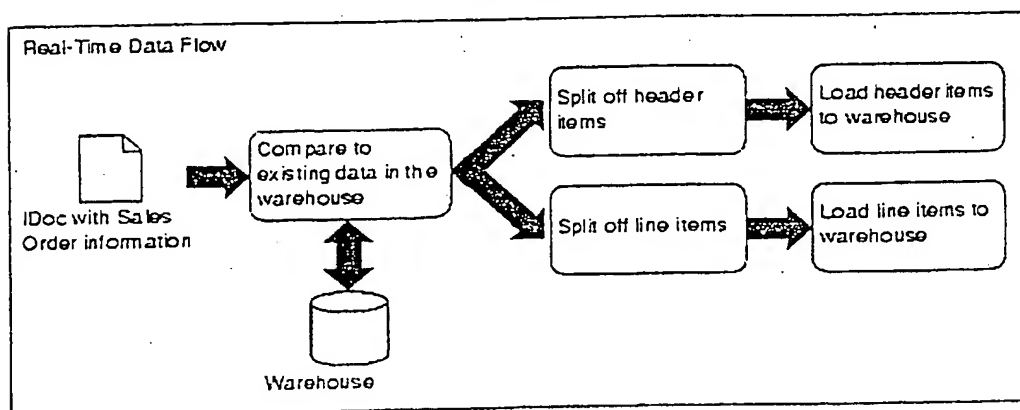 Real-Time Data Flow
IDoc with Sales
Order information
Compare to
existing data in the
warehouse
Warehouse
Split off header
items
Load header items
to warehouse
Split off line items
Load line items to
warehouse